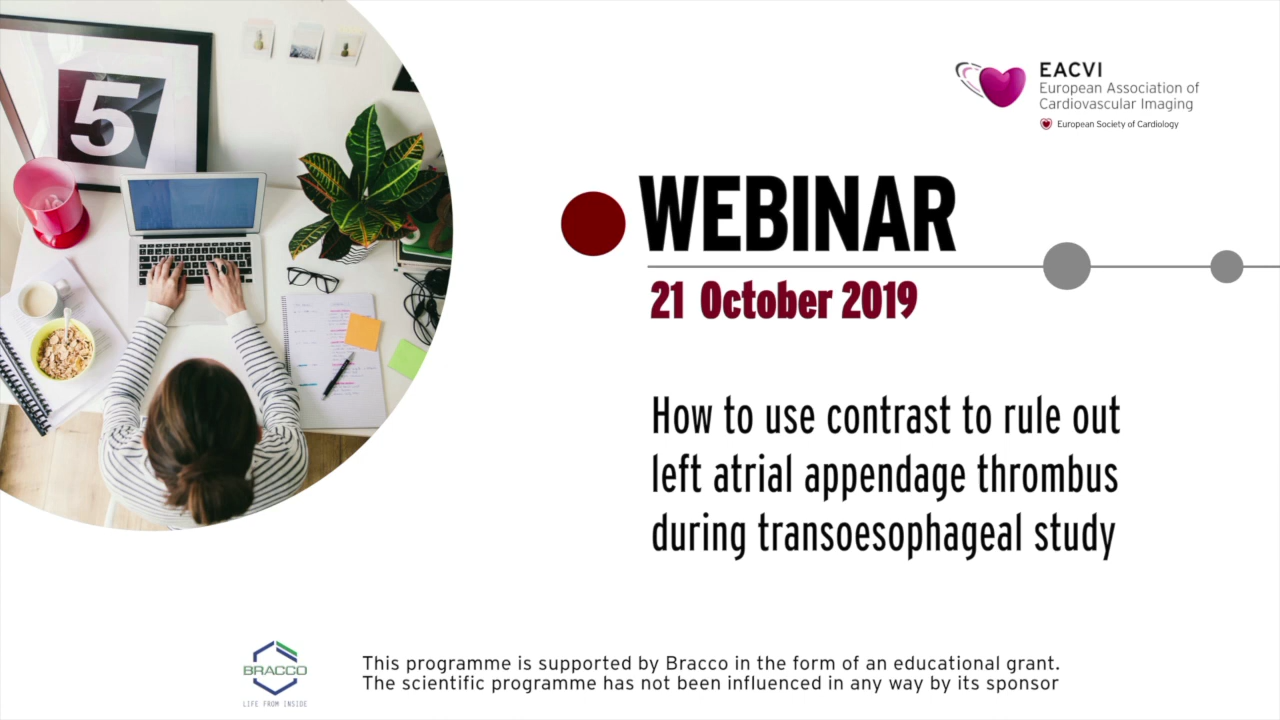 5
EACVI
European Association of
Cardiovascular Imaging
European Society of Cardiology
WEBINAR
21 October 2019
How to use contrast to rule out
left atrial appendage thrombus
during transoesophageal study
BRACCO
LIFE FROM INSIDE
This programme is supported by Bracco in the form of an educational grant.
The scientific programme has not been influenced in any way by its sponsor